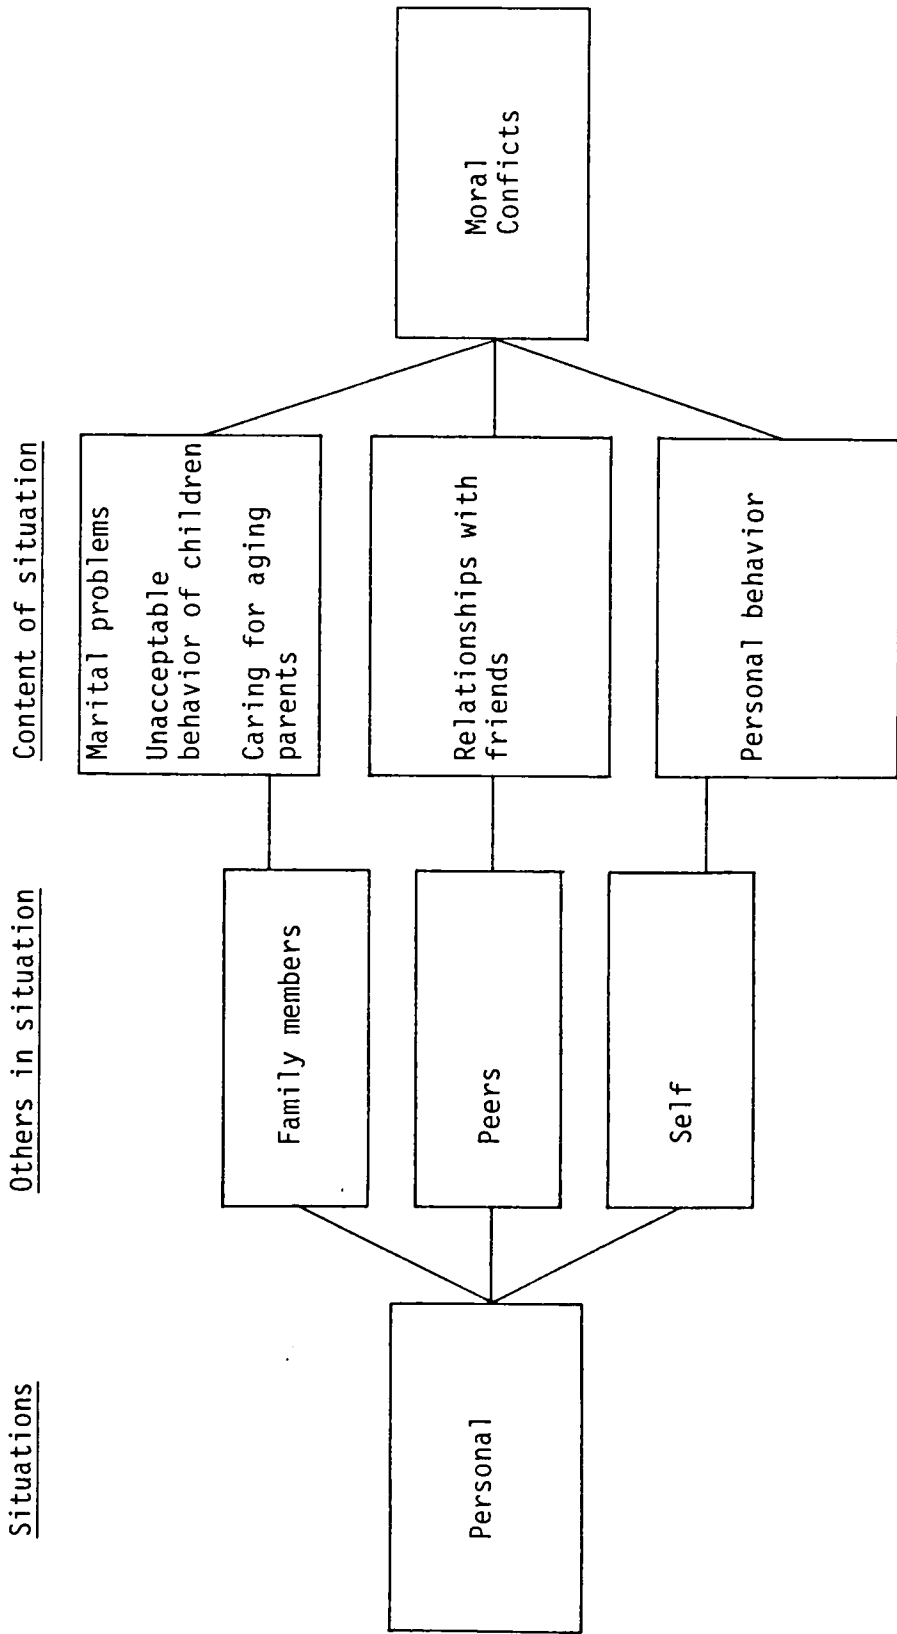 Situations
Others in situation
Content of situation
Personal
Family members
Peers
Self
Marital problems
Unacceptable
behavior of children
Caring for aging
parents
Relationships with
friends
Personal behavior
Moral
Conficts